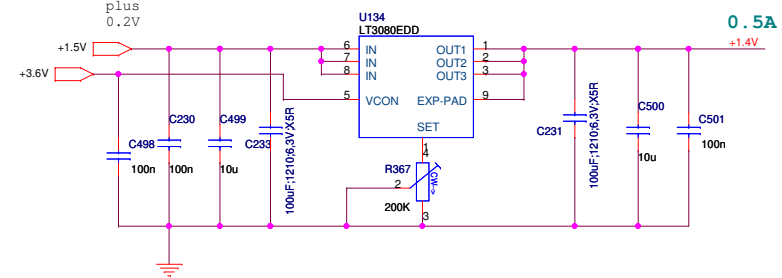 plus
0.2V
U134
LT3080EDD
0.5A
+1.5V
6
IN
OUT1
1
+1.4V
7
IN
OUT2
2
+3.6V
8
IN
OUT3
3
5
VCON
EXP-PAD
9
SET
C498
100n
C230
100n
C499
10u
C233
100uF;1210;6,3V;X5R
1
4
R367
2
CW->
200K
3
C231
100uF;1210;6,3V;X5R
C500
10u
C501
100n